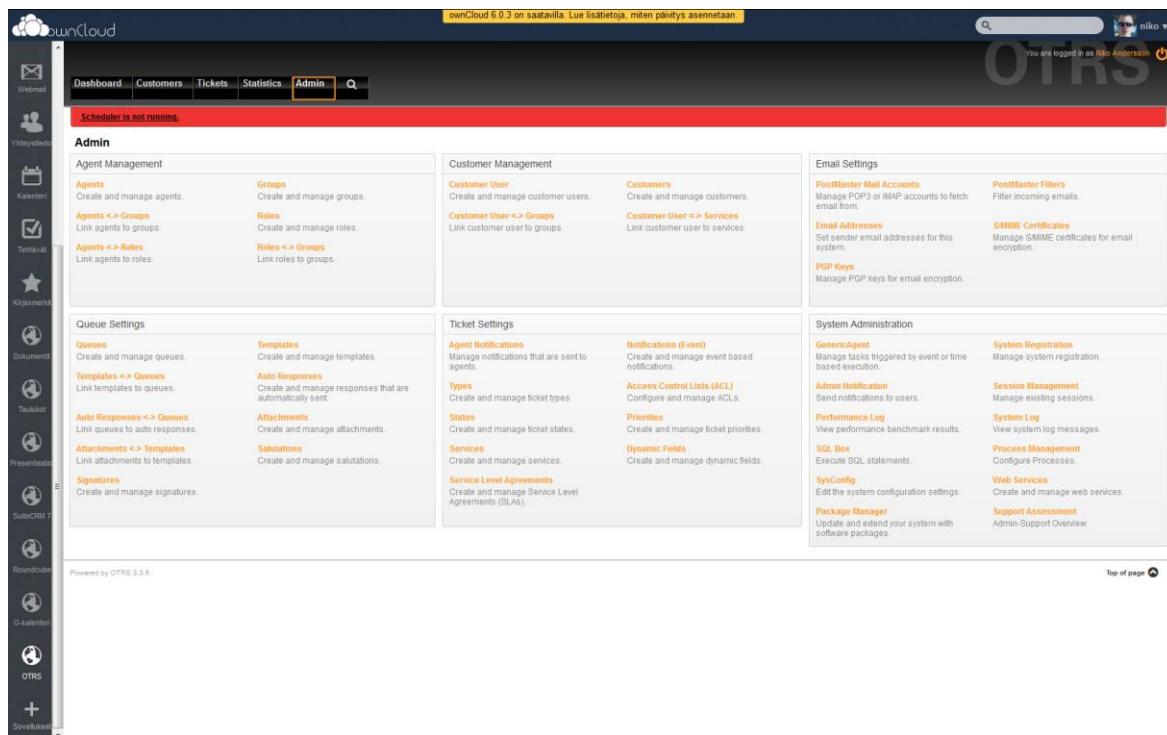 ownCloud
ownCloud 6.0.3 on saatavilla. Lue lisätietoja, miten päivitys asennetaan.
niko
Webmail
Yhteystiedot
Kalenteri
Tehtävät
Kirjanmerkit
Dokumentit
Taulukot
Presentaatio
SuiteCRM 7
Roundcube
G-kalenteri
OTRS
Sovellukset
OTRS
You are logged in as Niko Andersson
Dashboard Customers Tickets Statistics Admin
Scheduler is not running.
Admin
Agent Management
Agents
Create and manage agents.
Groups
Create and manage groups.
Agents <-> Groups
Link agents to groups.
Roles
Create and manage roles.
Agents <-> Roles
Link agents to roles.
Roles <-> Groups
Link roles to groups.
Customer Management
Customer User
Create and manage customer users.
Customers
Create and manage customers.
Customer User <-> Groups
Link customer user to groups.
Customer User <-> Services
Link customer user to services.
Email Settings
PostMaster Mail Accounts
Manage POP3 or IMAP accounts to fetch
email from.
PostMaster Filters
Filter incoming emails.
Email Addresses
Set sender email addresses for this
system.
S/MIME Certificates
Manage S/MIME certificates for email
encryption.
PGP Keys
Manage PGP keys for email encryption.
Queue Settings
Queues
Create and manage queues.
Templates
Create and manage templates.
Templates <-> Queues
Link templates to queues.
Auto Responses
Create and manage responses that are
automatically sent.
Auto Responses <-> Queues
Link queues to auto responses.
Attachments
Create and manage attachments.
Attachments <-> Templates
Link attachments to templates.
Salutations
Create and manage salutations.
Signatures
Create and manage signatures.
Ticket Settings
Agent Notifications
Manage notifications that are sent to
agents.
Notifications (Event)
Create and manage event based
notifications.
Types
Create and manage ticket types.
Access Control Lists (ACL)
Configure and manage ACLs.
States
Create and manage ticket states.
Priorities
Create and manage ticket priorities.
Services
Create and manage services.
Dynamic Fields
Create and manage dynamic fields.
Service Level Agreements
Create and manage Service Level
Agreements (SLAs).
System Administration
GenericAgent
Manage tasks triggered by event or time
based execution.
System Registration
Manage system registration.
Admin Notification
Send notifications to users.
Session Management
Manage existing sessions.
Performance Log
View performance benchmark results.
System Log
View system log messages.
SQL Box
Execute SQL statements.
Process Management
Configure Processes.
SysConfig
Edit the system configuration settings.
Web Services
Create and manage web services.
Package Manager
Update and extend your system with
software packages.
Support Assessment
Admin-Support Overview.
Powered by OTRS 3.3.5
Top of page